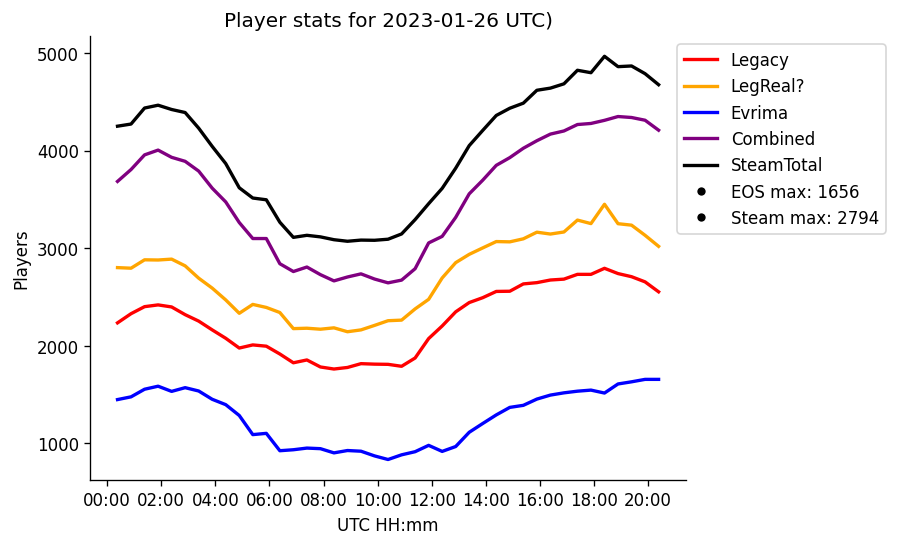 Player stats for 2023-01-26 UTC)
Legacy
LegReal?
Evrima
Combined
SteamTotal
EOS max: 1656
Steam max: 2794
Players
5000
4000
3000
2000
1000
00:00 02:00 04:00 06:00 08:00 10:00 12:00 14:00 16:00 18:00 20:00
UTC HH:mm